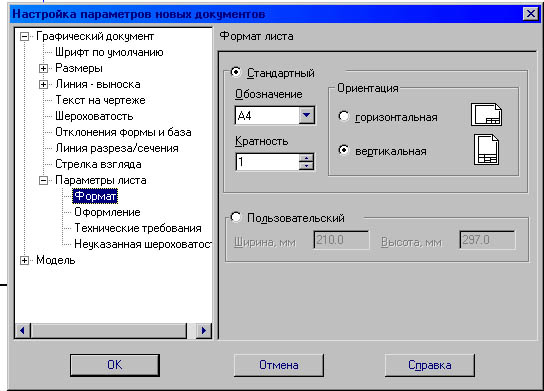 Настройка параметров новых документов
Графический документ
Шрифт по умолчанию
Размеры
Линия - выноска
Текст на чертеже
Шероховатость
Отклонения формы и база
Линия разреза/сечения
Стрелка взгляда
Параметры листа
Формат
Оформление
Технические требования
Неуказанная шероховатост
Модель
Формат листа
Стандартный
Обозначение
A4
Кратность
1
Ориентация
горизонтальная
вертикальная
Пользовательский
Ширина, мм 210.0 Высота, мм 297.0
OK Отмена Справка